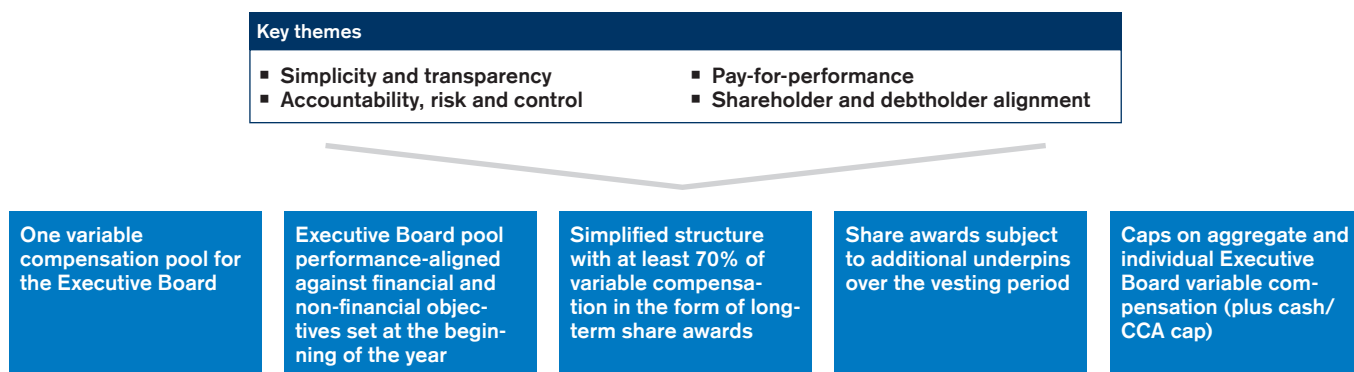 Key themes
▪ Simplicity and transparency
▪ Accountability, risk and control
▪ Pay-for-performance
▪ Shareholder and debtholder alignment
One variable
compensation pool for
the Executive Board
Executive Board pool
performance-aligned
against financial and
non-financial objec-
tives set at the begin-
ning of the year
Simplified structure
with at least 70% of
variable compensa-
tion in the form of long-
term share awards
Share awards subject
to additional underpins
over the vesting period
Caps on aggregate and
individual Executive
Board variable com-
pensation (plus cash/
CCA cap)